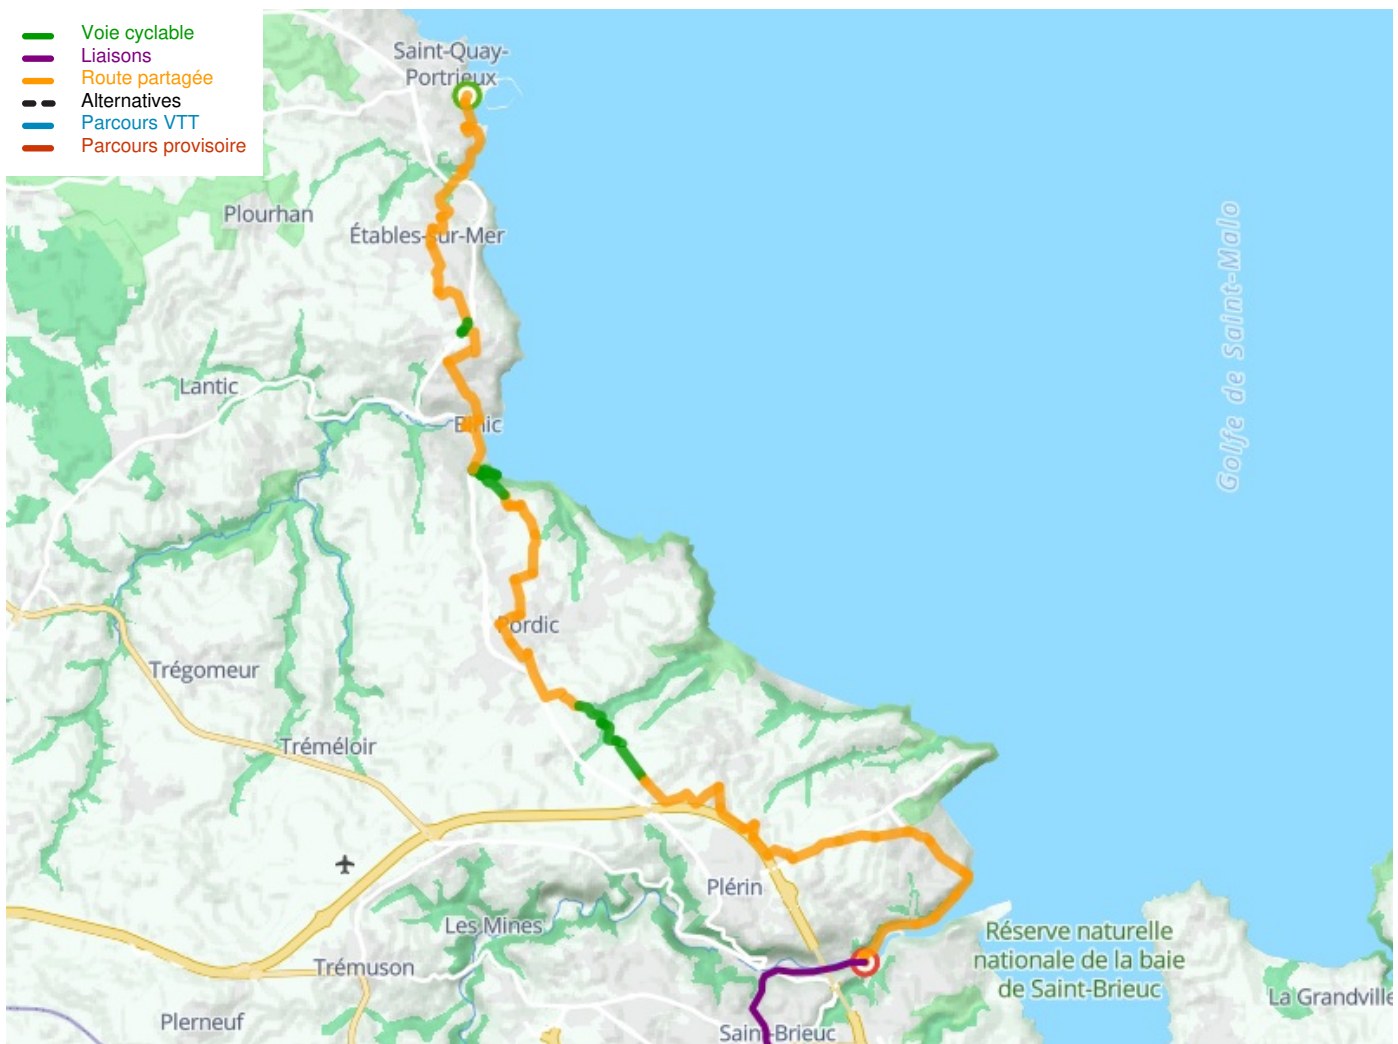 Voie cyclable
Liaisons
Route partagée
Alternatives
Parcours VTT
Parcours provisoire
Saint-Quay-
Portrieux
Plourhan
Étables-sur-Mer
Golfe de Saint-Malo
Lantic
Binic
Pordic
Trégomeur
Tréméloir
Plérin
Les Mines
Réserve naturelle
nationale de la baie
de Saint-Brieuc
Trémuson
La Grandville
Plerneuf
Saint-Brieuc